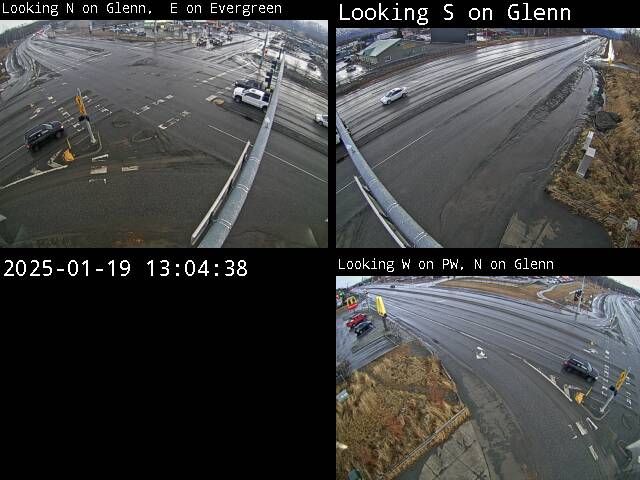 Looking N on Glenn,  E on Evergreen
Looking S on Glenn
2025-01-19 13:04:38
Looking W on PW, N on Glenn